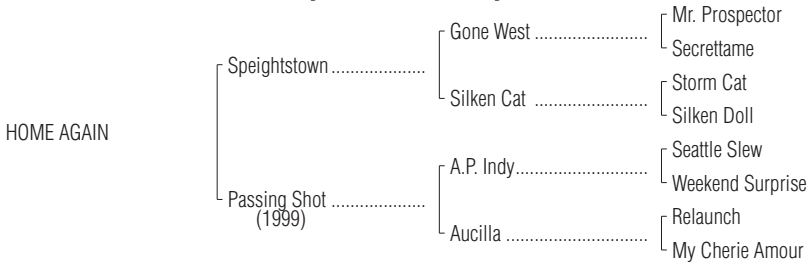 Mr. Prospector
Gone West ........................
Secrettame
Speightstown ....................
Storm Cat
Silken Cat ........................
Silken Doll
HOME AGAIN
Seattle Slew
A.P. Indy............................
Weekend Surprise
Passing Shot ....................
(1999)
Relaunch
Aucilla ..............................
My Cherie Amour